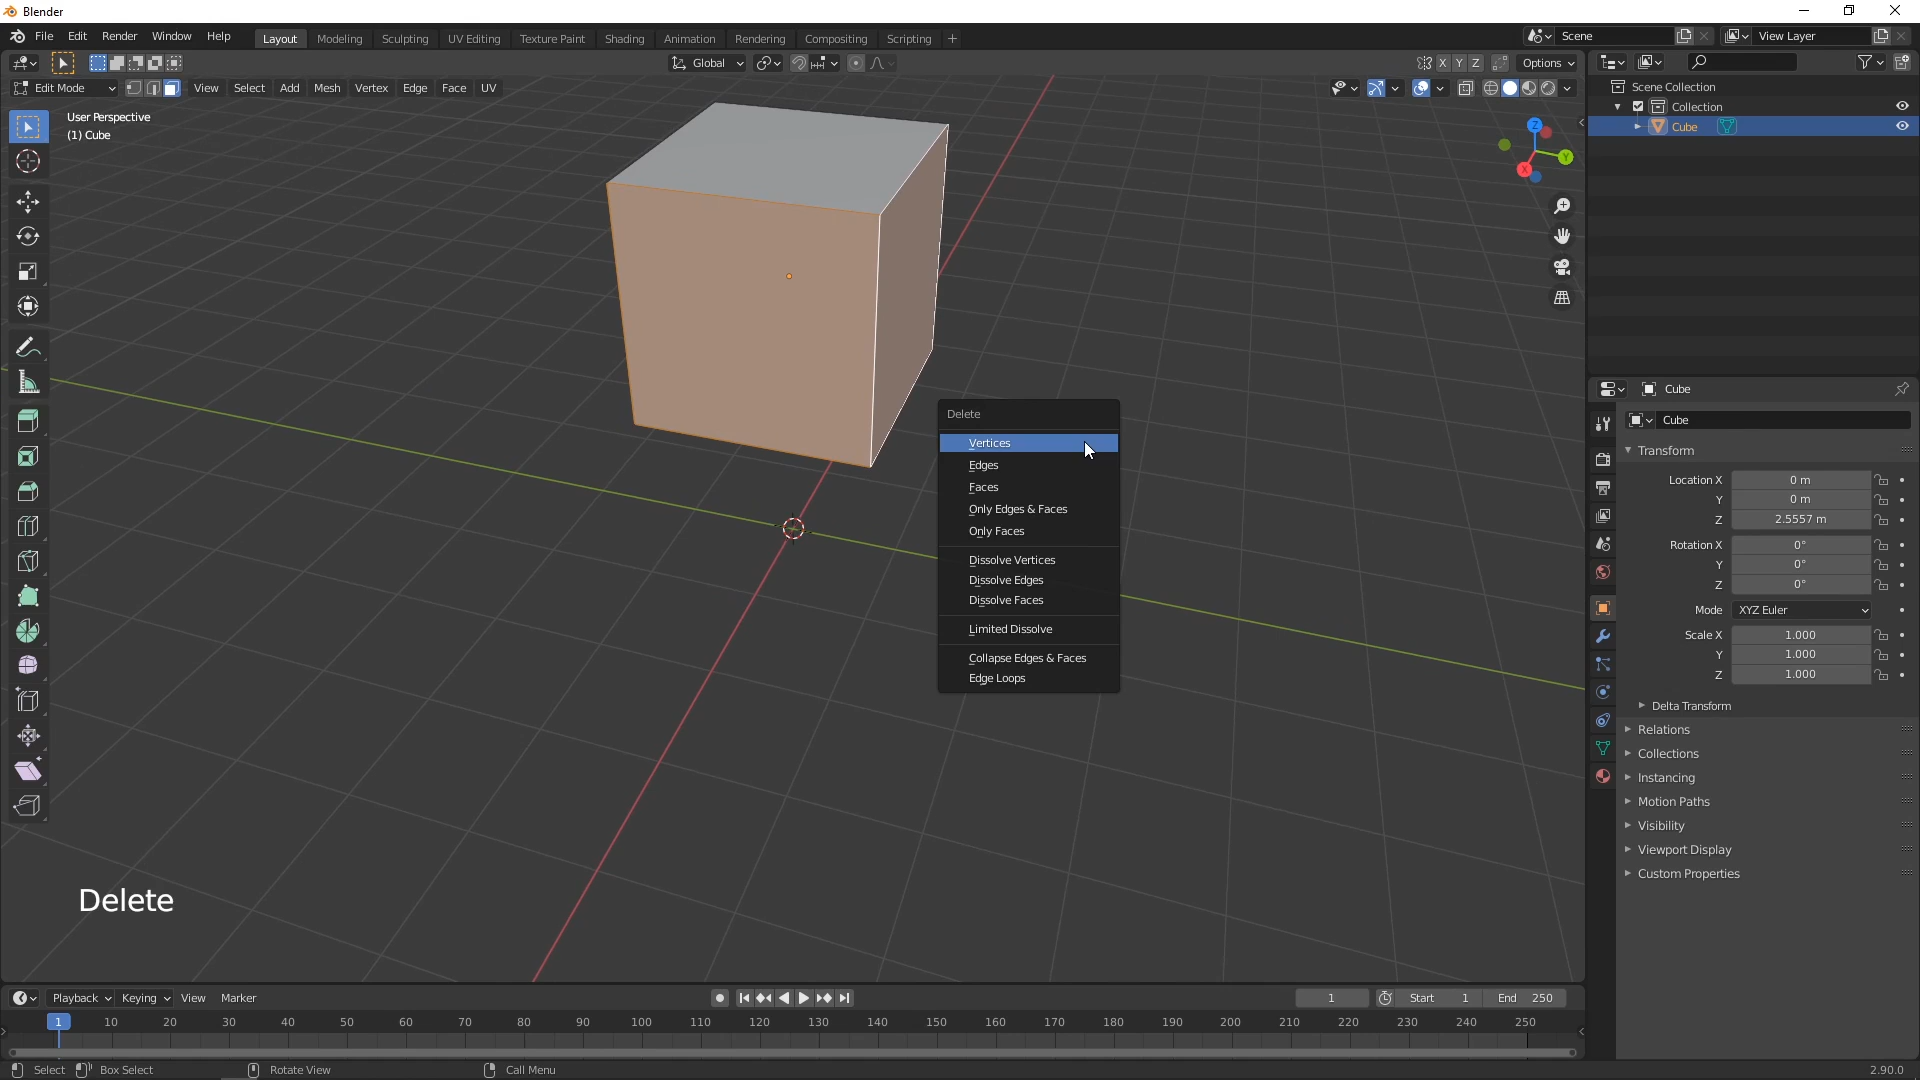 Blender
File Edit Render Window Help Layout Modeling Sculpting UV Editing Texture Paint Shading Animation Rendering Compositing Scripting + Scene View Layer
Global X Y Z Options
Edit Mode View Select Add Mesh Vertex Edge Face UV
User Perspective
(1) Cube
Z
Y
X
Scene Collection
Collection
Cube
Cube
Cube
Transform
Location X 0 m
Y 0 m
Z 2.5557 m
Rotation X 0°
Y 0°
Z 0°
Mode XYZ Euler
Scale X 1.000
Y 1.000
Z 1.000
Delta Transform
Relations
Collections
Instancing
Motion Paths
Visibility
Viewport Display
Custom Properties
Delete
Vertices
Edges
Faces
Only Edges & Faces
Only Faces
Dissolve Vertices
Dissolve Edges
Dissolve Faces
Limited Dissolve
Collapse Edges & Faces
Edge Loops
Delete
Playback Keying View Marker 1 Start 1 End 250
1 10 20 30 40 50 60 70 80 90 100 110 120 130 140 150 160 170 180 190 200 210 220 230 240 250
Select Box Select Rotate View Call Menu 2.90.0